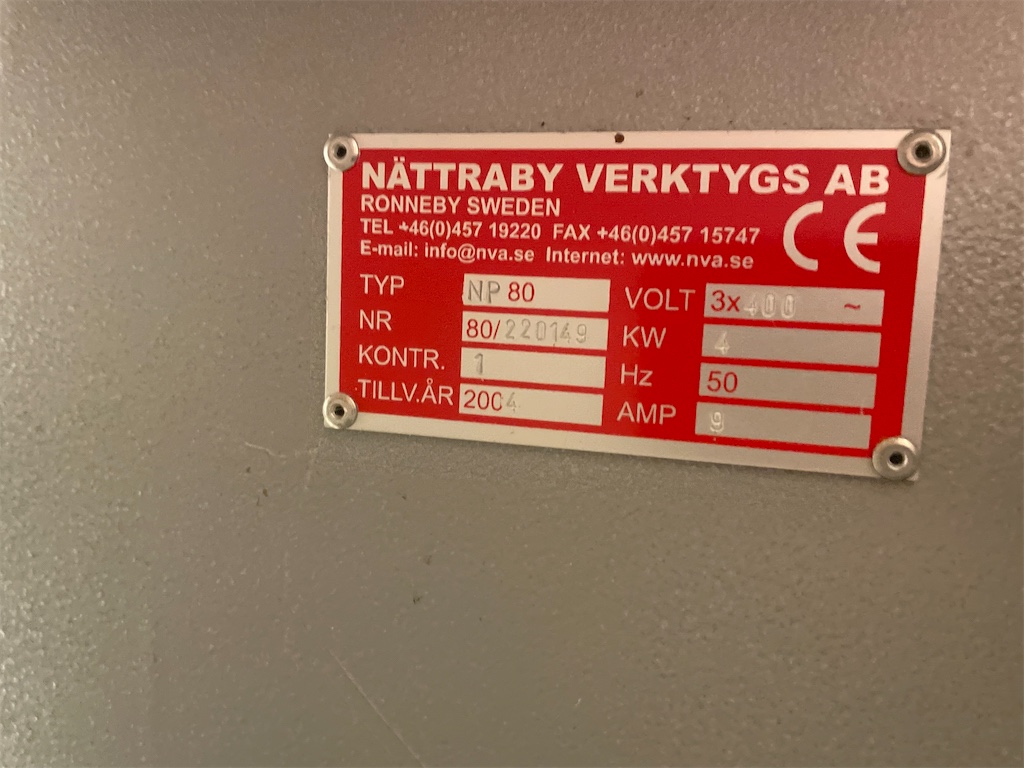 NÄTTRABY VERKTYGS AB
RONNEBY SWEDEN
TEL +46(0)457 19220 FAX +46(0)457 15747
E-mail: info@nva.se Internet: www.nva.se
CE
TYP NP 80 VOLT 3x400 ~
NR 80/220149 KW 4
KONTR. 1 Hz 50
TILLV.ÅR 2004 AMP 9